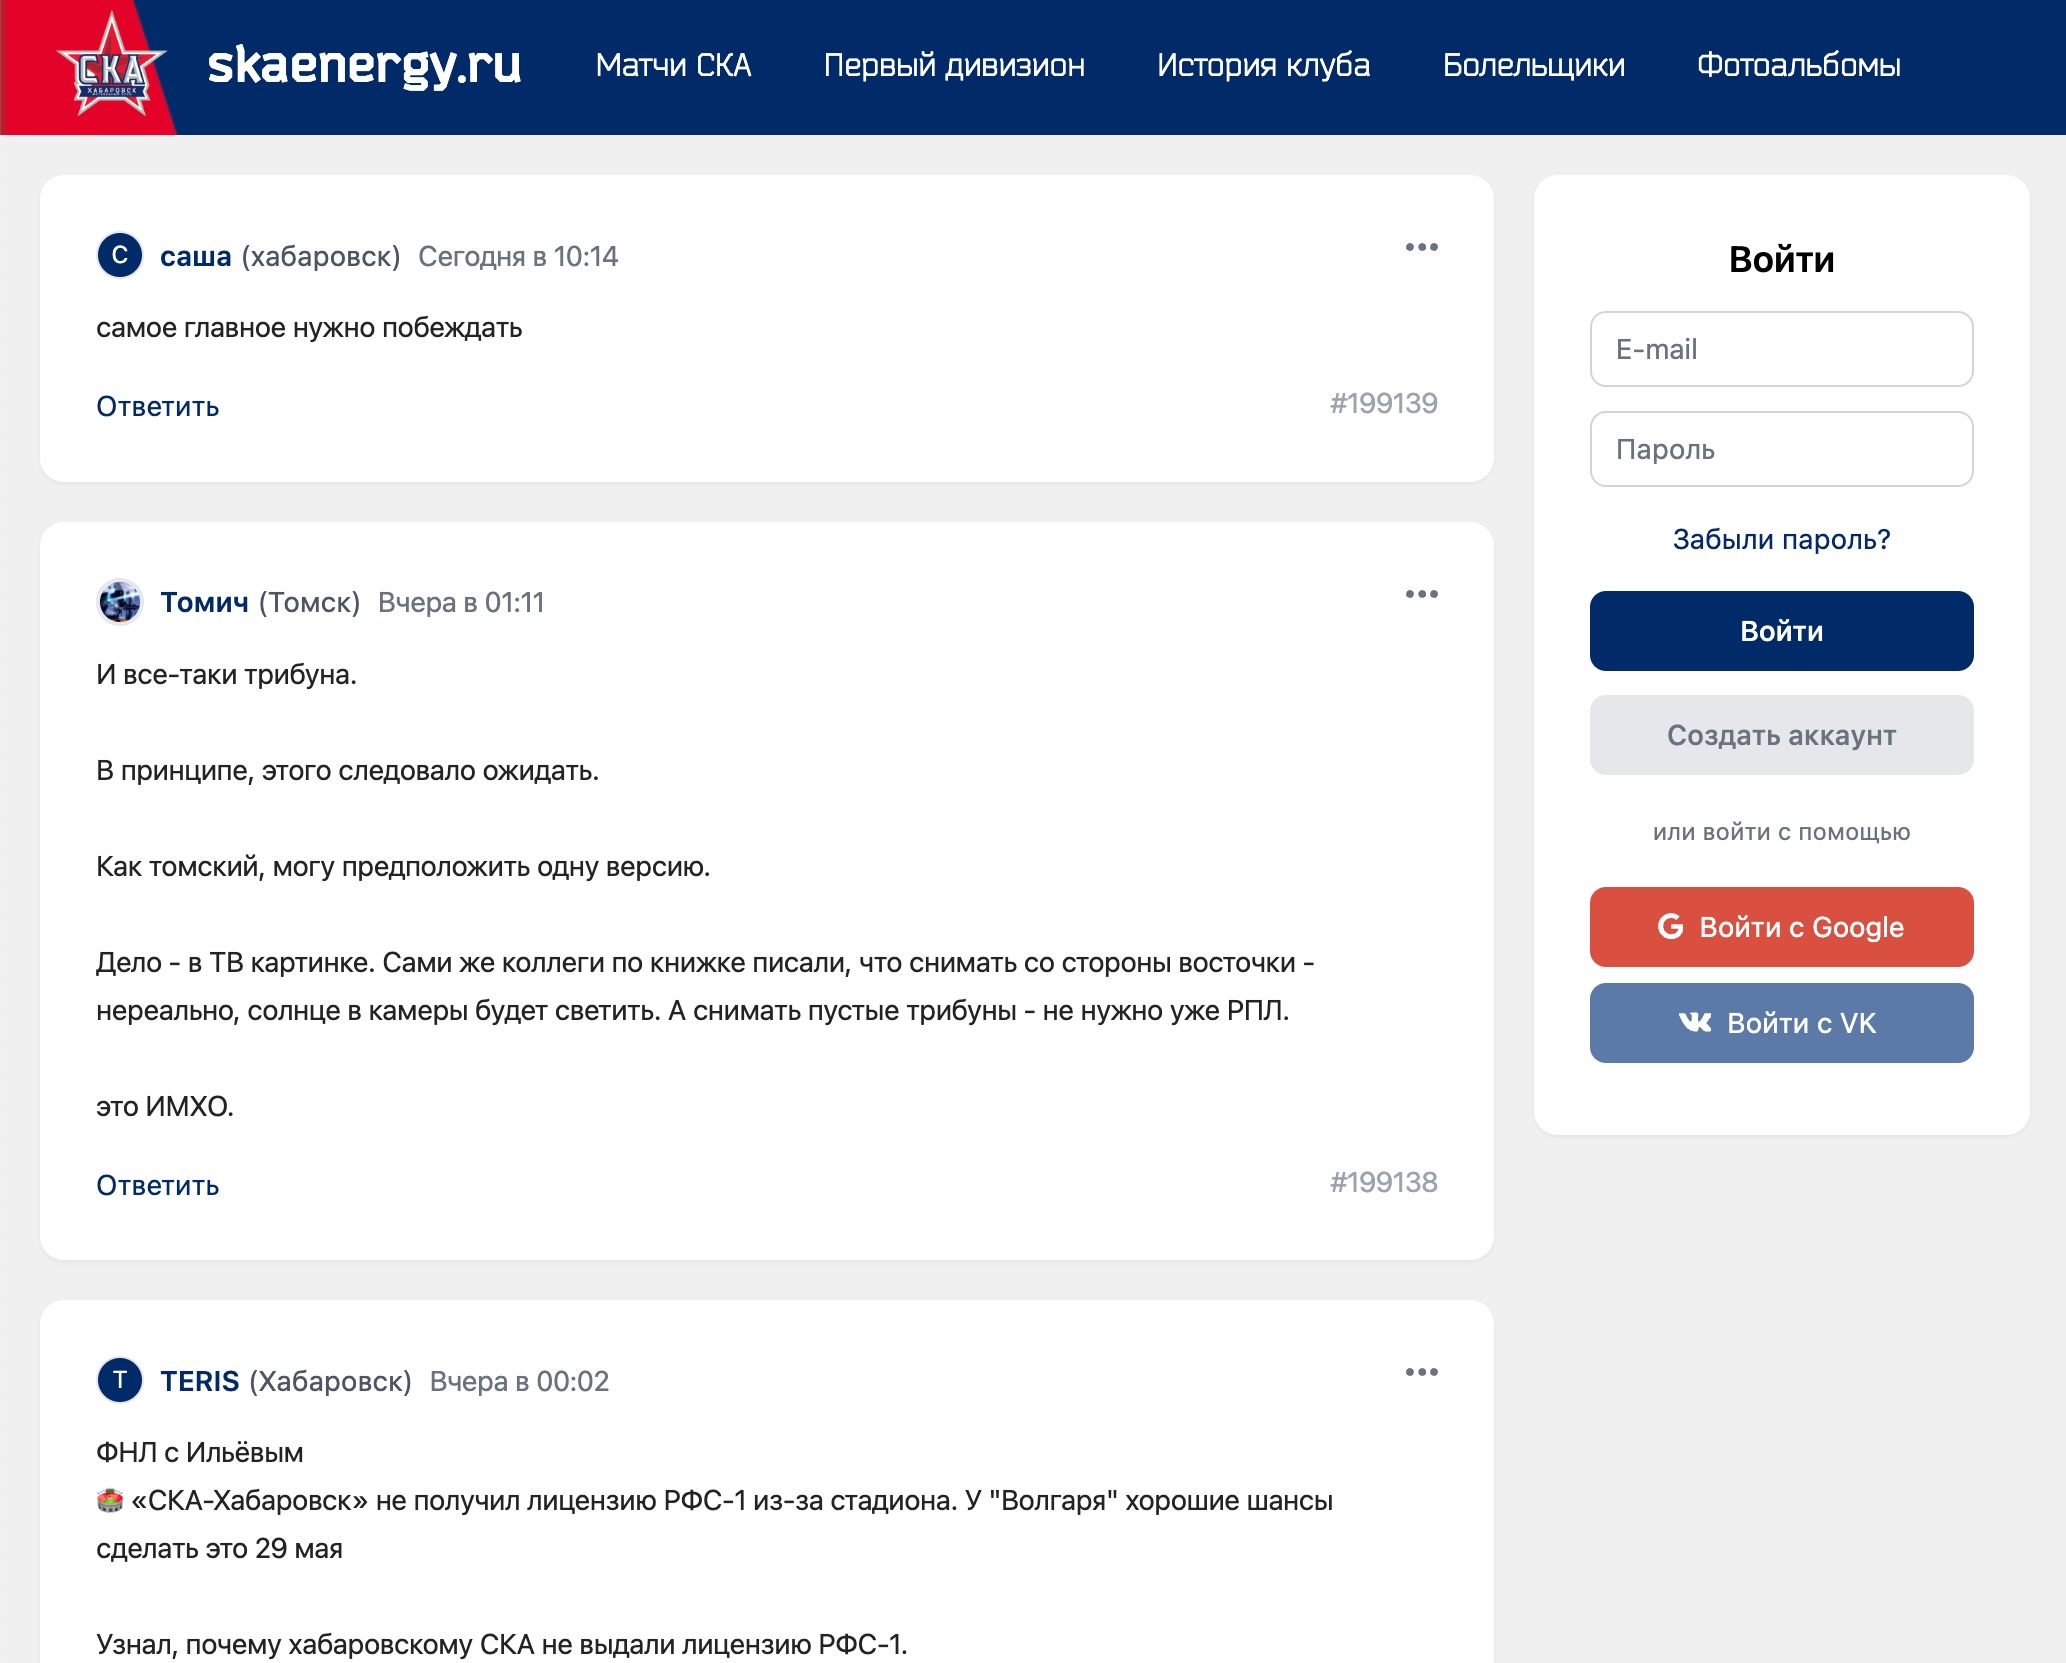 СКА
ХАБАРОВСК
skaenergy.ru
Матчи СКА
Первый дивизион
История клуба
Болельщики
Фотоальбомы
С
саша (хабаровск) Сегодня в 10:14
самое главное нужно побеждать
Ответить
#199139
Томич (Томск) Вчера в 01:11
И все-таки трибуна.
В принципе, этого следовало ожидать.
Как томский, могу предположить одну версию.
Дело - в ТВ картинке. Сами же коллеги по книжке писали, что снимать со стороны восточки -
нереально, солнце в камеры будет светить. А снимать пустые трибуны - не нужно уже РПЛ.
это ИМХО.
Ответить
#199138
T
TERIS (Хабаровск) Вчера в 00:02
ФНЛ с Ильёвым
«СКА-Хабаровск» не получил лицензию РФС-1 из-за стадиона. У "Волгаря" хорошие шансы
сделать это 29 мая
Узнал, почему хабаровскому СКА не выдали лицензию РФС-1.
Войти
E-mail
Пароль
Забыли пароль?
Войти
Создать аккаунт
или войти с помощью
G Войти с Google
Войти с VK